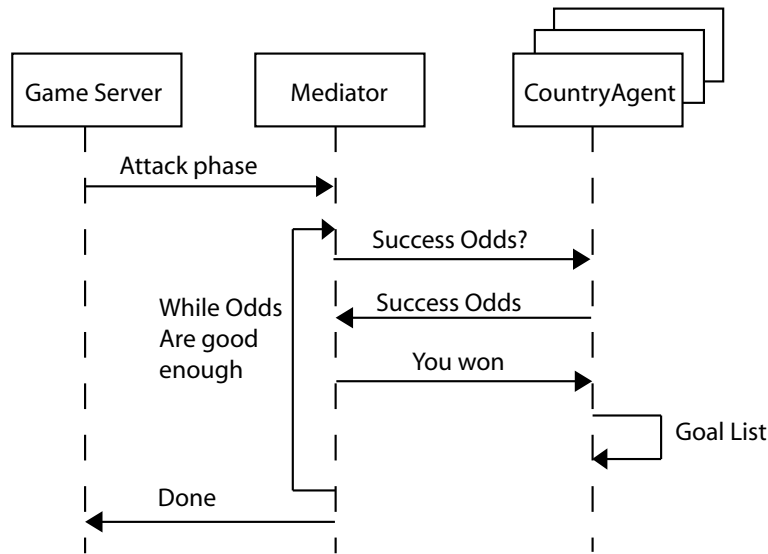 Game Server
Mediator
CountryAgent
Attack phase
Success Odds?
While Odds
Are good
enough
Success Odds
You won
Goal List
Done